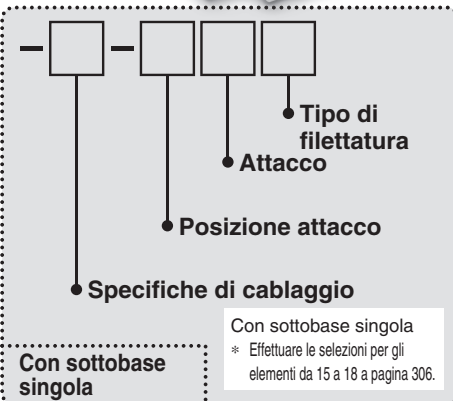 Tipo di
filettatura
Attacco
Posizione attacco
Specifiche di cablaggio
Con sottobase singola
* Effettuare le selezioni per gli
elementi da 15 a 18 a pagina 306.
Con sottobase
singola